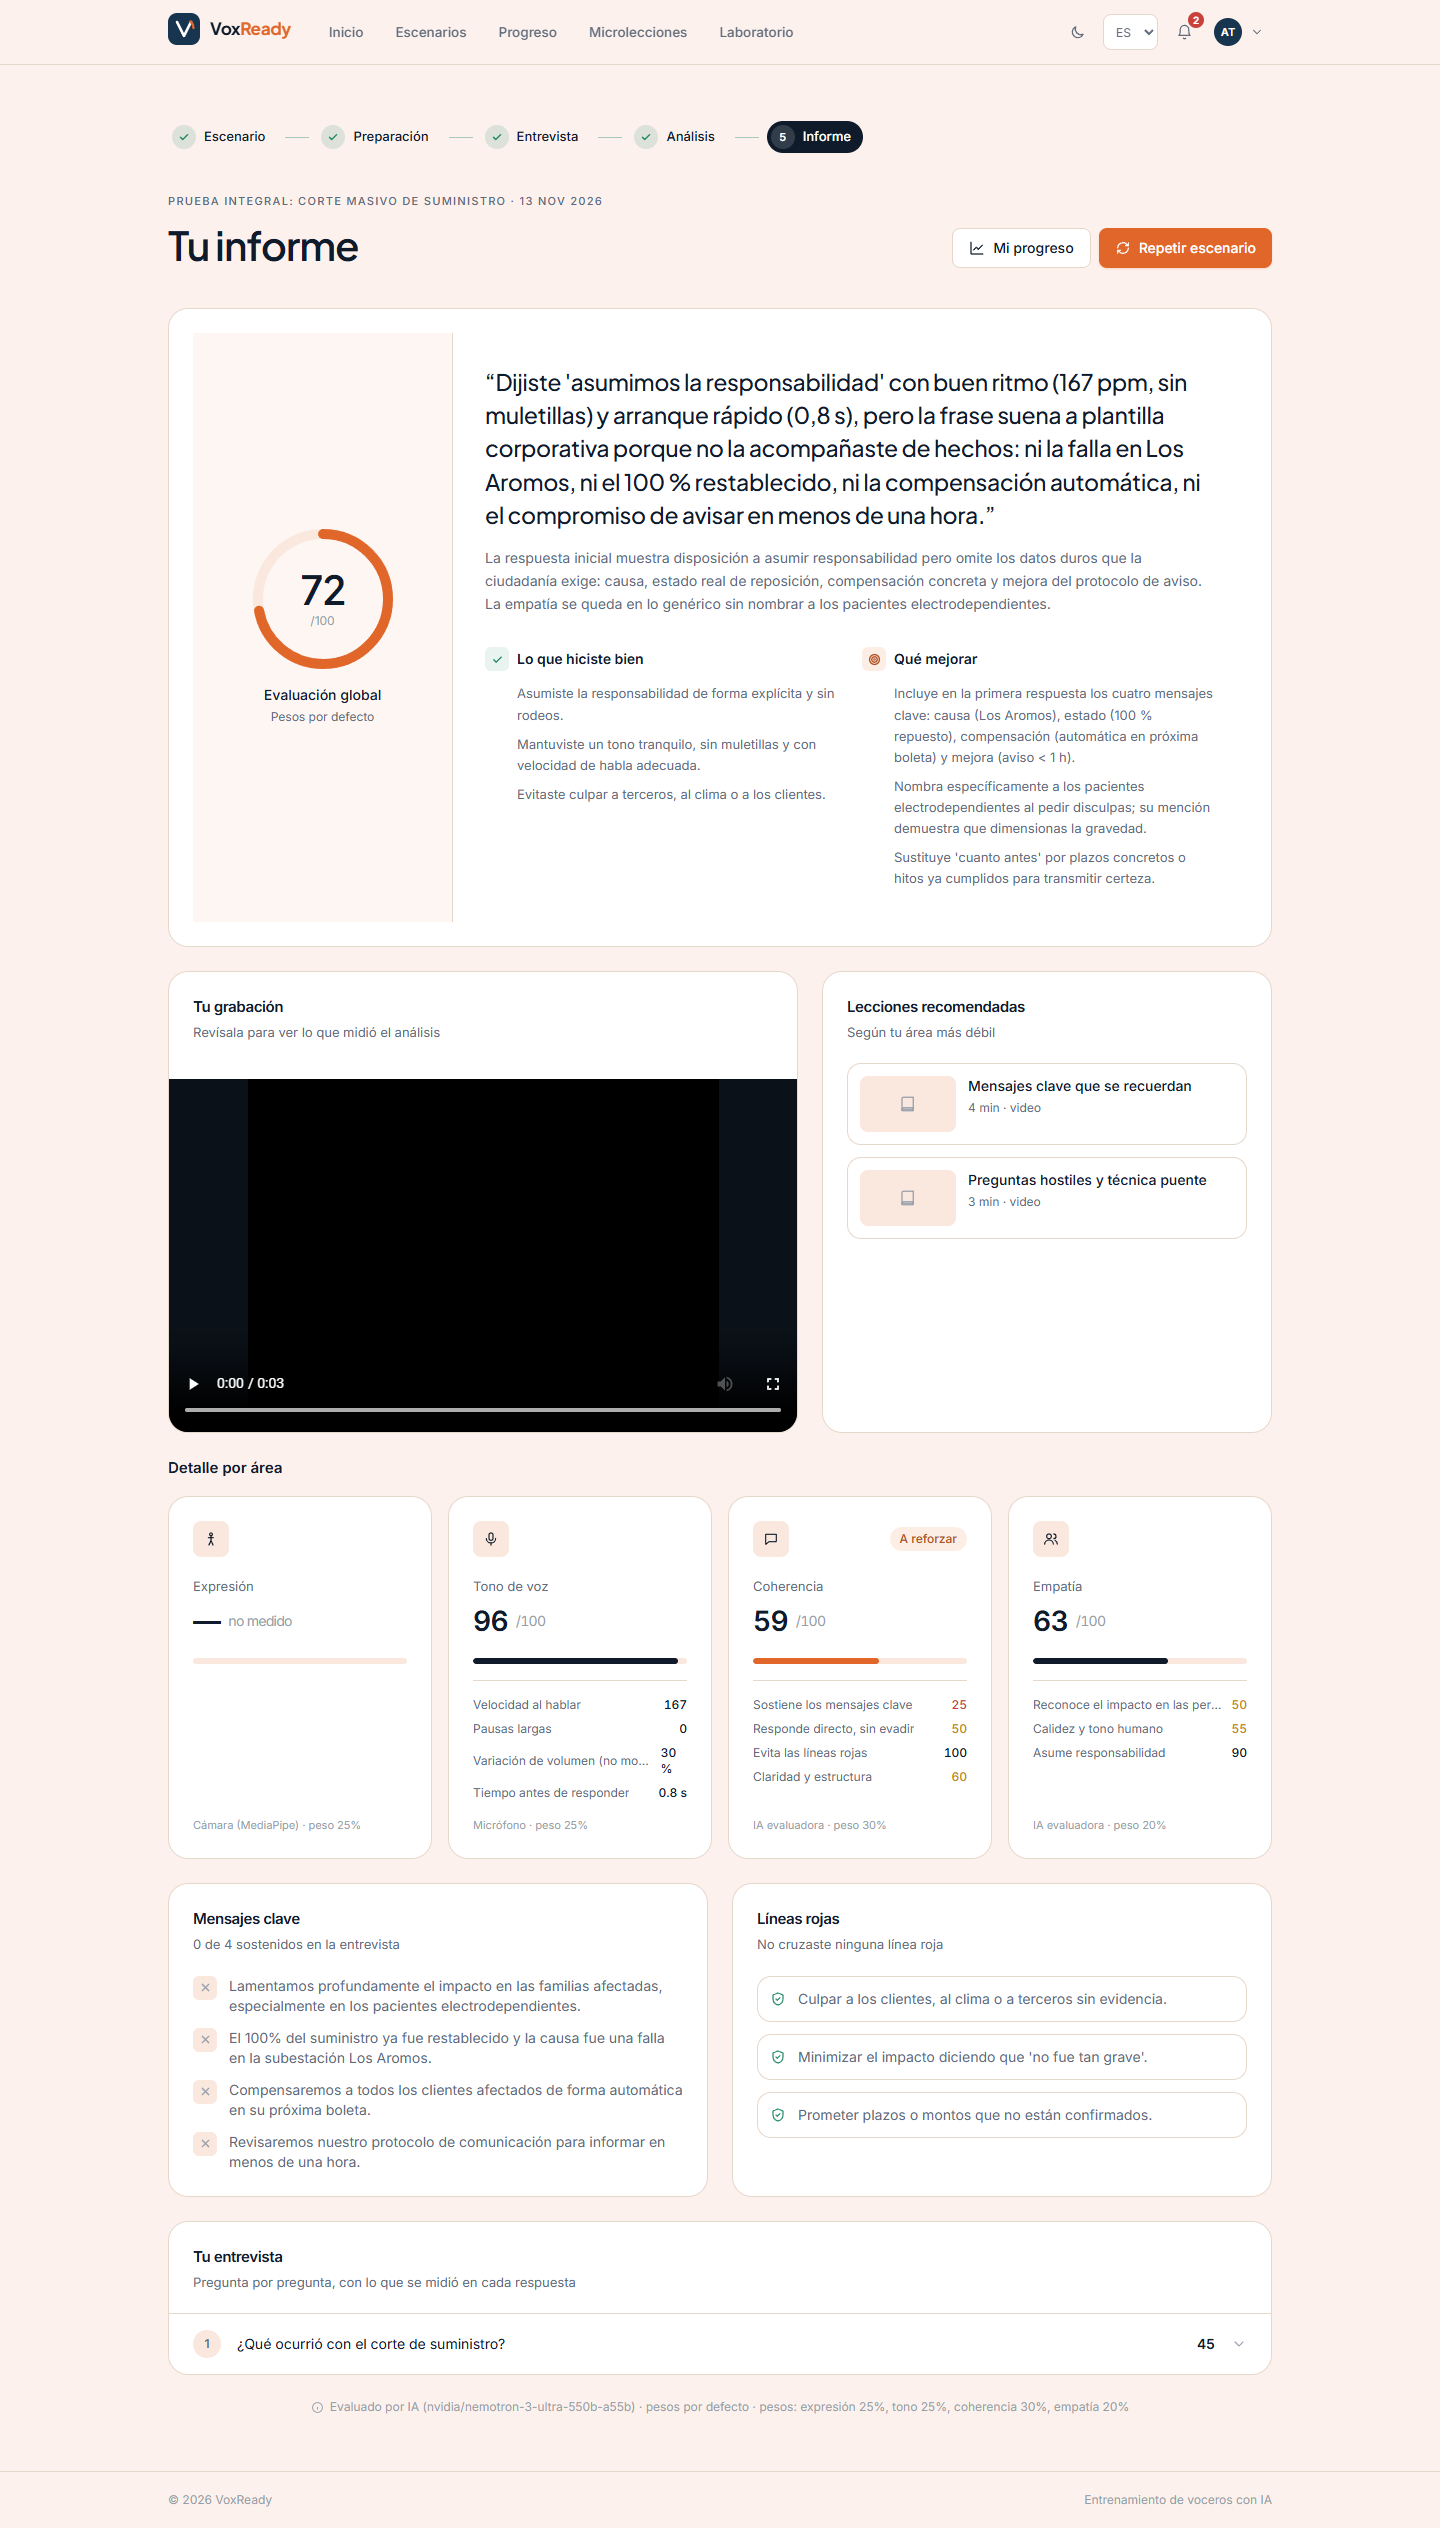 VoxReady
Inicio
Escenarios
Progreso
Microlecciones
Laboratorio
ES
2
AT
Escenario
Preparación
Entrevista
Análisis
5 Informe
PRUEBA INTEGRAL: CORTE MASIVO DE SUMINISTRO · 13 NOV 2026
Tu informe
Mi progreso
Repetir escenario
72
/100
Evaluación global
Pesos por defecto
“Dijiste 'asumimos la responsabilidad' con buen ritmo (167 ppm, sin
muletillas) y arranque rápido (0,8 s), pero la frase suena a plantilla
corporativa porque no la acompañaste de hechos: ni la falla en Los
Aromos, ni el 100 % restablecido, ni la compensación automática, ni
el compromiso de avisar en menos de una hora.”
La respuesta inicial muestra disposición a asumir responsabilidad pero omite los datos duros que la
ciudadanía exige: causa, estado real de reposición, compensación concreta y mejora del protocolo de aviso.
La empatía se queda en lo genérico sin nombrar a los pacientes electrodependientes.
Lo que hiciste bien
Asumiste la responsabilidad de forma explícita y sin
rodeos.
Mantuviste un tono tranquilo, sin muletillas y con
velocidad de habla adecuada.
Evitaste culpar a terceros, al clima o a los clientes.
Qué mejorar
Incluye en la primera respuesta los cuatro mensajes
clave: causa (Los Aromos), estado (100 %
repuesto), compensación (automática en próxima
boleta) y mejora (aviso < 1 h).
Nombra específicamente a los pacientes
electrodependientes al pedir disculpas; su mención
demuestra que dimensionas la gravedad.
Sustituye 'cuanto antes' por plazos concretos o
hitos ya cumplidos para transmitir certeza.
Tu grabación
Revísala para ver lo que midió el análisis
0:00 / 0:03
Lecciones recomendadas
Según tu área más débil
Mensajes clave que se recuerdan
4 min · video
Preguntas hostiles y técnica puente
3 min · video
Detalle por área
Expresión
— no medido
Cámara (MediaPipe) · peso 25%
Tono de voz
96 /100
Velocidad al hablar 167
Pausas largas 0
Variación de volumen (no mo... 30 %
Tiempo antes de responder 0.8 s
Micrófono · peso 25%
A reforzar
Coherencia
59 /100
Sostiene los mensajes clave 25
Responde directo, sin evadir 50
Evita las líneas rojas 100
Claridad y estructura 60
IA evaluadora · peso 30%
Empatía
63 /100
Reconoce el impacto en las per... 50
Calidez y tono humano 55
Asume responsabilidad 90
IA evaluadora · peso 20%
Mensajes clave
0 de 4 sostenidos en la entrevista
Lamentamos profundamente el impacto en las familias afectadas,
especialmente en los pacientes electrodependientes.
El 100% del suministro ya fue restablecido y la causa fue una falla
en la subestación Los Aromos.
Compensaremos a todos los clientes afectados de forma automática
en su próxima boleta.
Revisaremos nuestro protocolo de comunicación para informar en
menos de una hora.
Líneas rojas
No cruzaste ninguna línea roja
Culpar a los clientes, al clima o a terceros sin evidencia.
Minimizar el impacto diciendo que 'no fue tan grave'.
Prometer plazos o montos que no están confirmados.
Tu entrevista
Pregunta por pregunta, con lo que se midió en cada respuesta
1 ¿Qué ocurrió con el corte de suministro? 45
Evaluado por IA (nvidia/nemotron-3-ultra-550b-a55b) · pesos por defecto · pesos: expresión 25%, tono 25%, coherencia 30%, empatía 20%
© 2026 VoxReady
Entrenamiento de voceros con IA